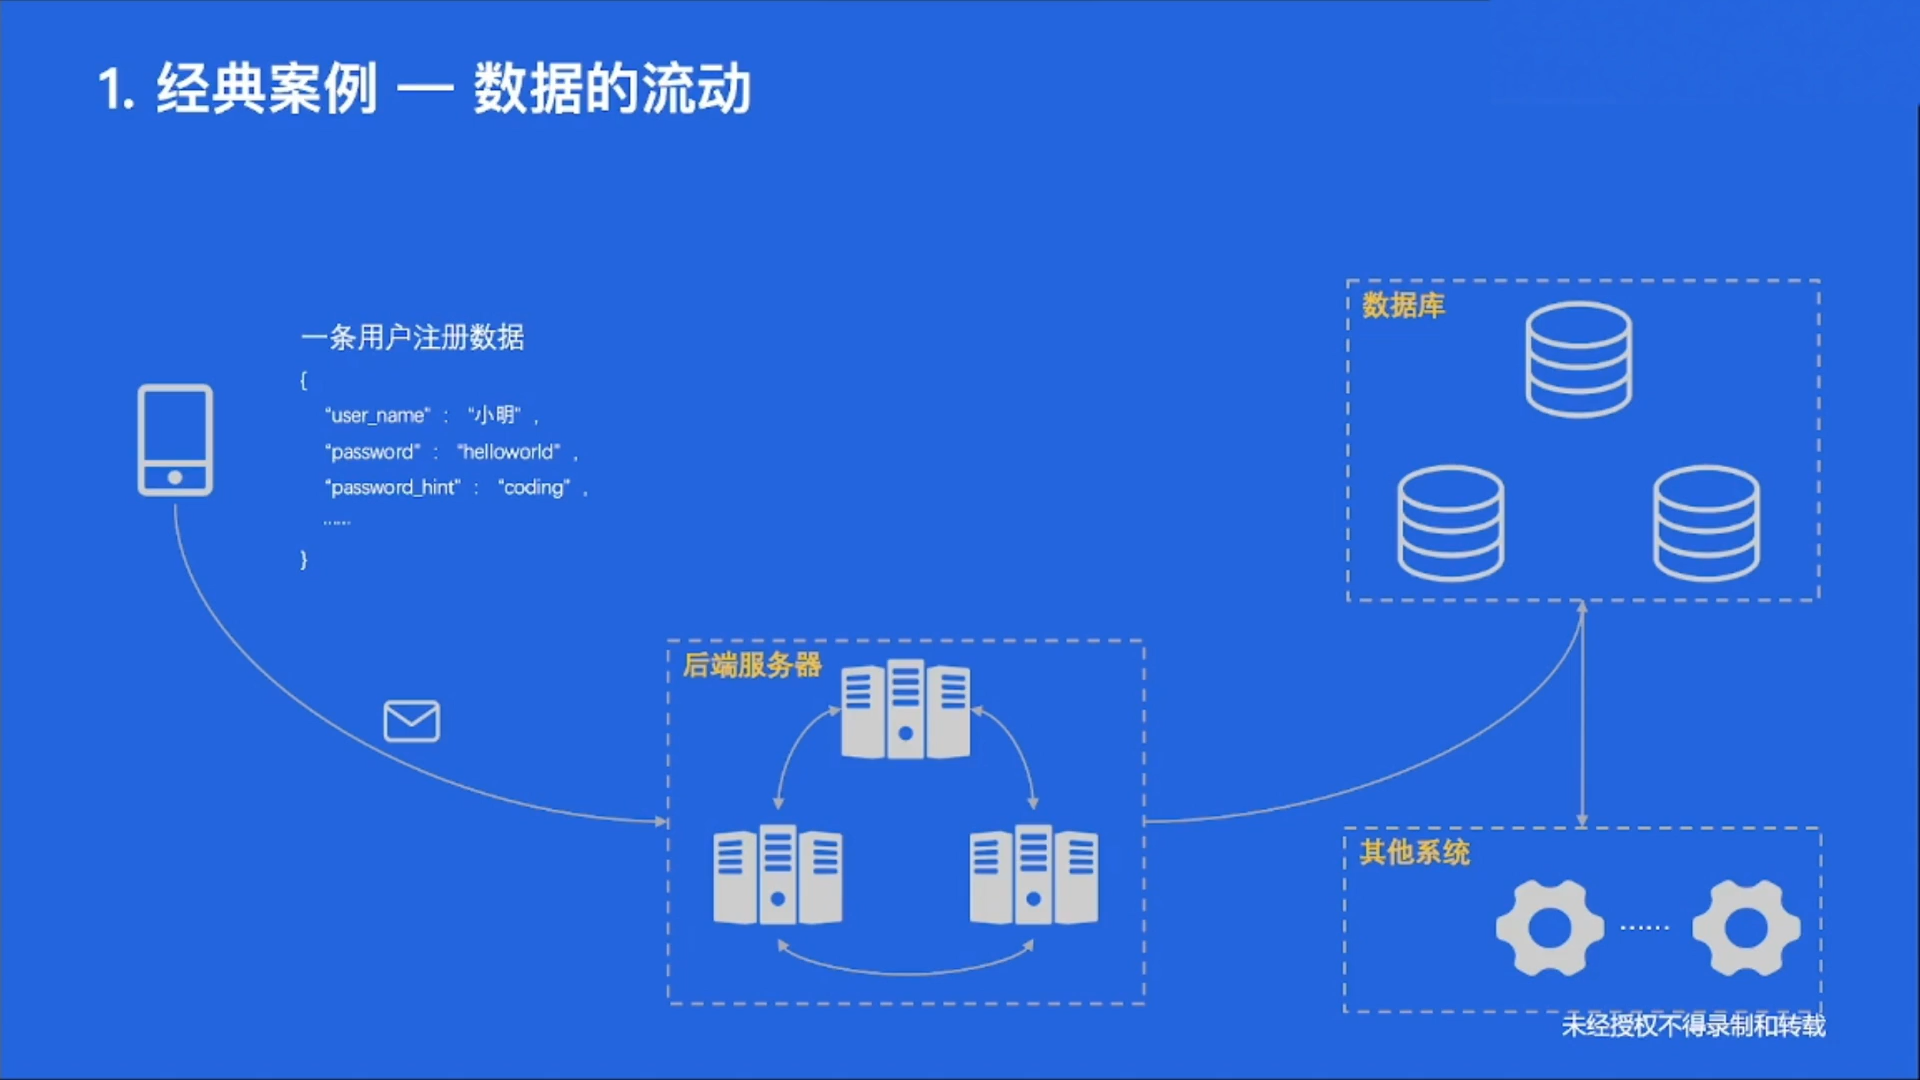 1. 经典案例 — 数据的流动
一条用户注册数据
{
“user_name” : “小明” ,
“password” : “helloworld” ,
“password_hint” : “coding” ,
......
}
数据库
后端服务器
其他系统
......
未经授权不得录制和转载